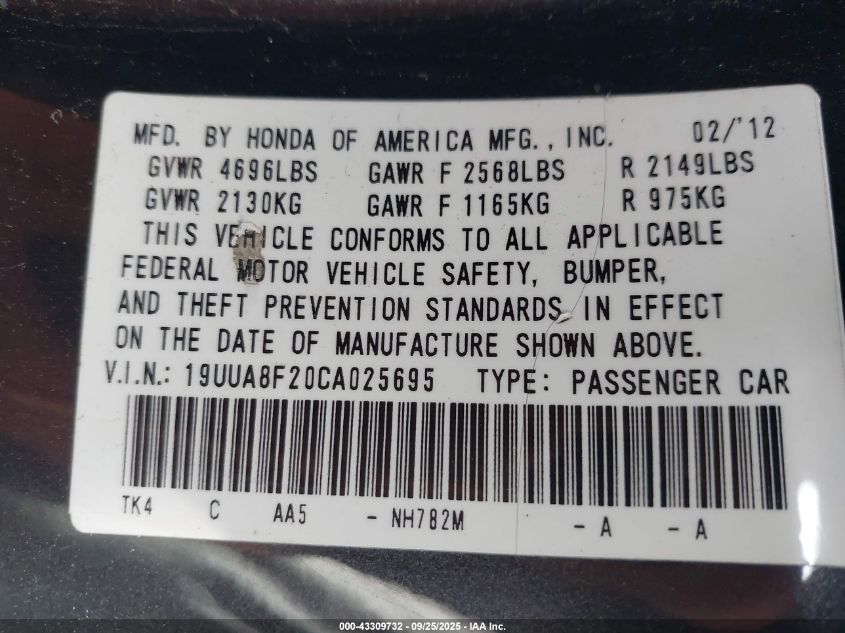 MFD. BY HONDA OF AMERICA MFG., INC. 02/'12
GVWR 4696LBS GAWR F 2568LBS R 2149LBS
GVWR 2130KG GAWR F 1165KG R 975KG
THIS VEHICLE CONFORMS TO ALL APPLICABLE
FEDERAL MOTOR VEHICLE SAFETY, BUMPER,
AND THEFT PREVENTION STANDARDS IN EFFECT
ON THE DATE OF MANUFACTURE SHOWN ABOVE.
V.I.N.: 19UUA8F20CA025695 TYPE: PASSENGER CAR
TK4 C AA5 - NH782M - A - A
000-43309732 - 09/25/2025 - IAA Inc.